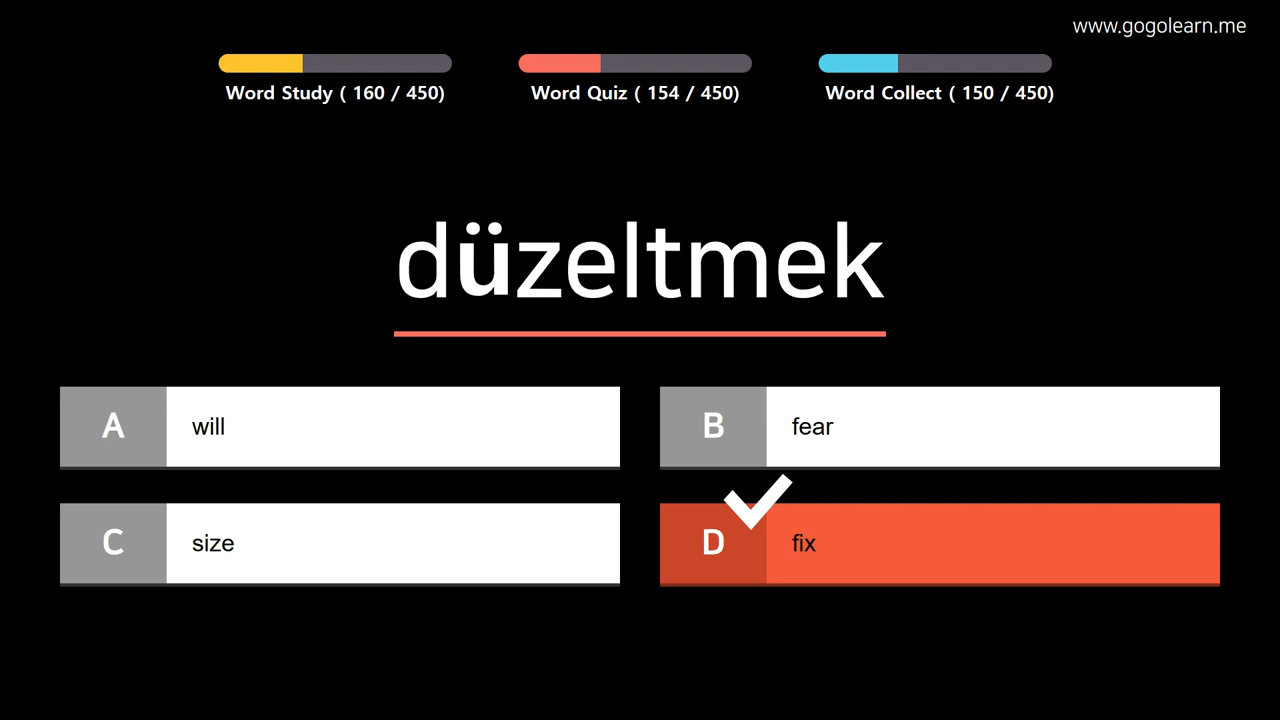 www.gogolearn.me
Word Study ( 160 / 450)
Word Quiz ( 154 / 450)
Word Collect ( 150 / 450)
düzeltmek
A will
B fear
C size
D fix